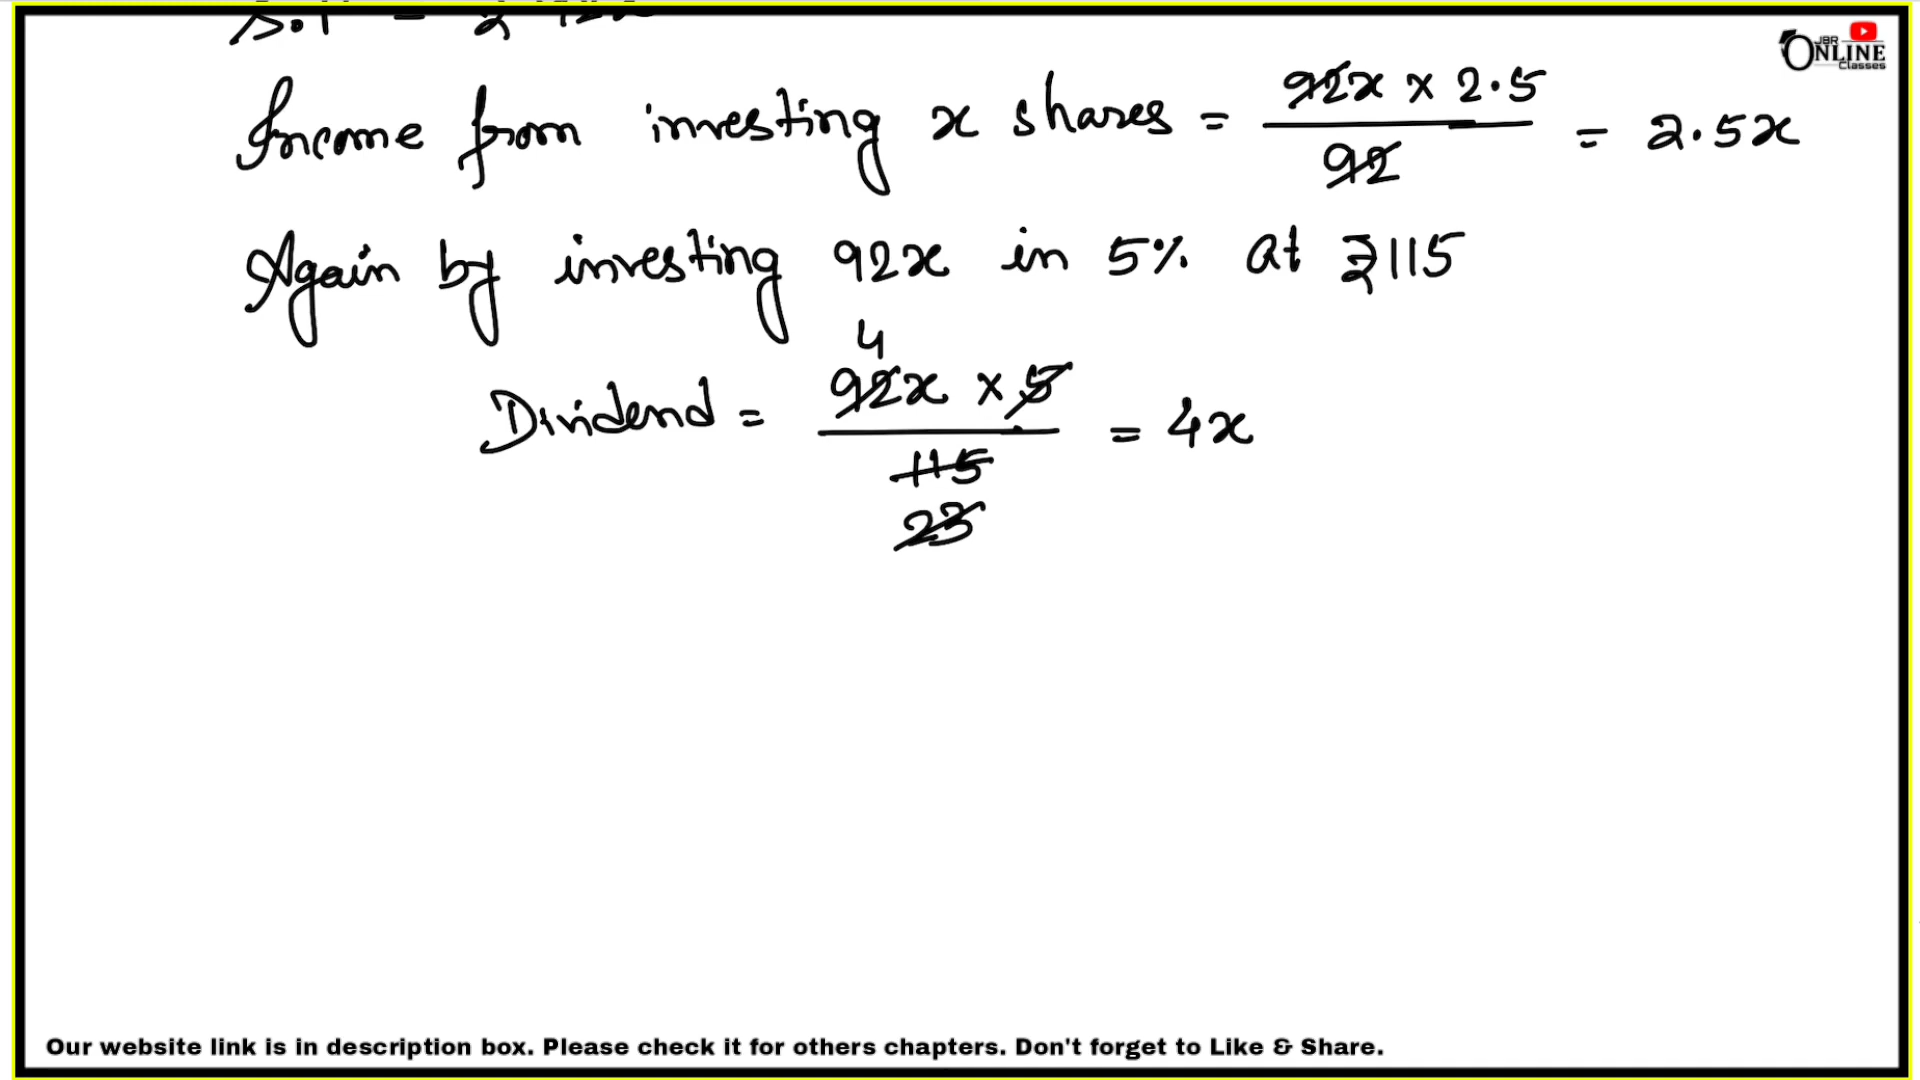 JBR
ONLINE
Classes
Income from investing x shares = 92x × 2.5 / 92 = 2.5x
Again by investing 92x in 5% at ₹115
4
Dividend = 92x × 5 / 115 = 4x
23
Our website link is in description box. Please check it for others chapters. Don't forget to Like & Share.